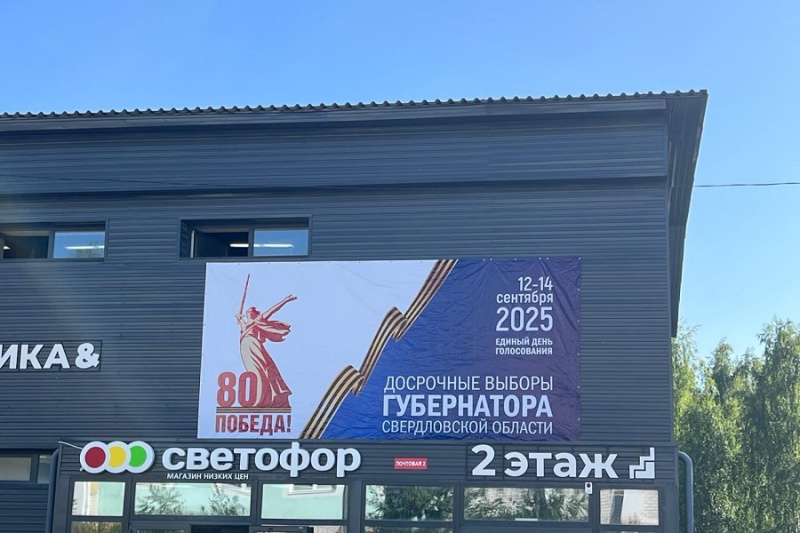 12-14
сентября
2025
ЕДИНЫЙ ДЕНЬ
ГОЛОСОВАНИЯ
80
ПОБЕДА!
ДОСРОЧНЫЕ ВЫБОРЫ
ГУБЕРНАТОРА
СВЕРДЛОВСКОЙ ОБЛАСТИ
ИКА &
светофор
МАГАЗИН НИЗКИХ ЦЕН
ПОЧТОВАЯ 2
2 этаж